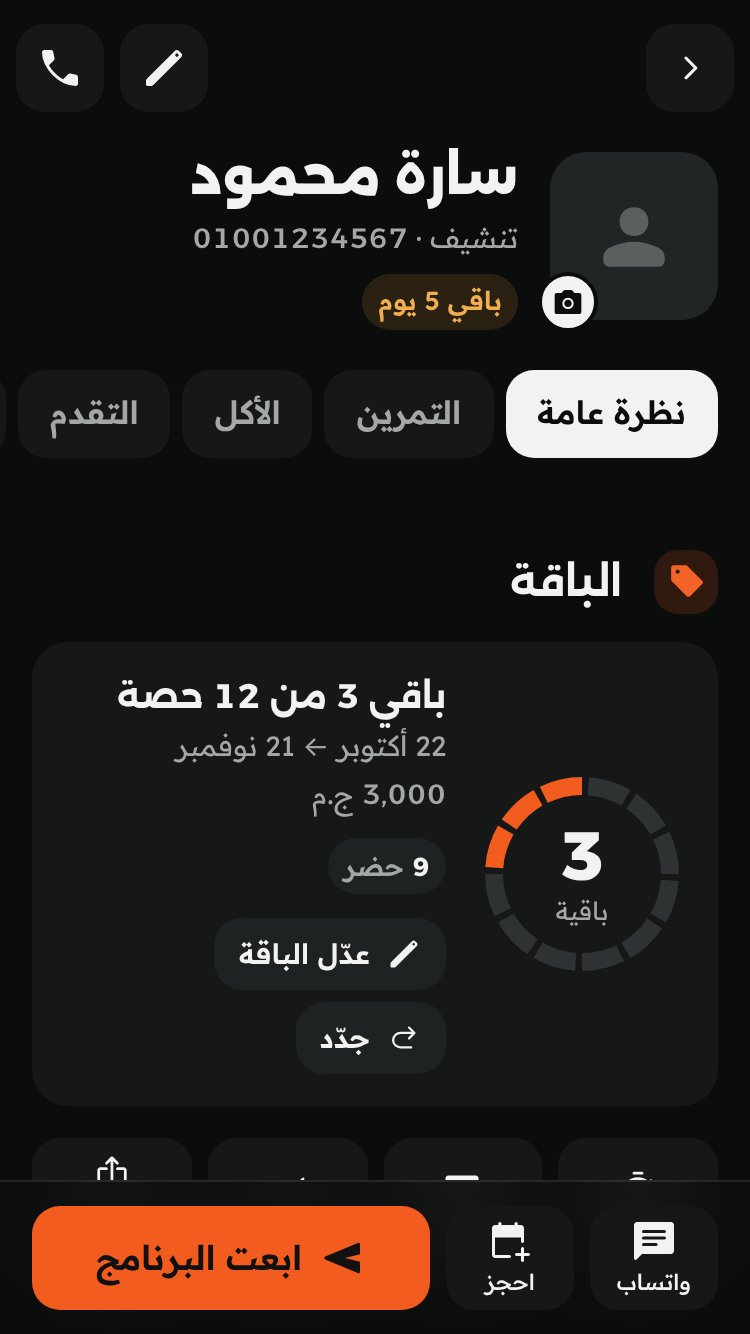 سارة محمود
تنشيف · 01001234567
باقي 5 يوم
نظرة عامة
التمرين
الأكل
التقدم
الباقة
باقي 3 من 12 حصة
22 أكتوبر ← 21 نوفمبر
3,000 ج.م
9 حضر
3
باقية
عدّل الباقة
جدّد
واتساب
احجز
ابعت البرنامج